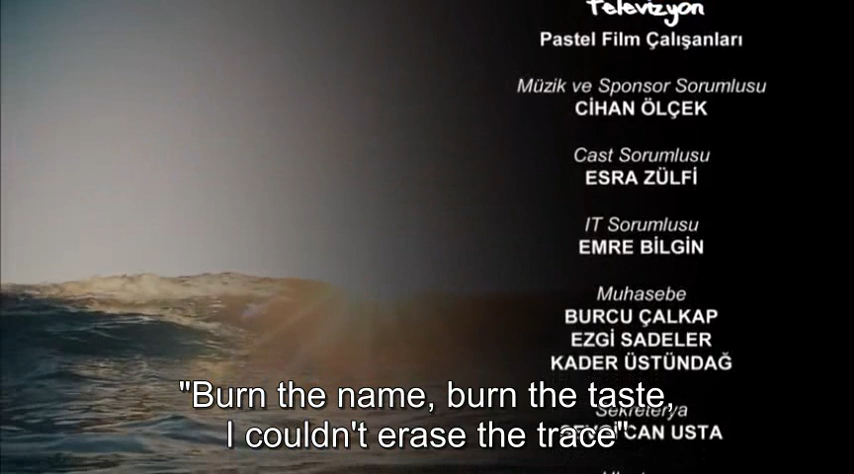 Televizyon
Pastel Film Çalışanları
Müzik ve Sponsor Sorumlusu
CİHAN ÖLÇEK
Cast Sorumlusu
ESRA ZÜLFİ
IT Sorumlusu
EMRE BİLGİN
Muhasebe
BURCU ÇALKAP
EZGİ SADELER
KADER ÜSTÜNDAĞ
"Burn the name, burn the taste,
I couldn't erase the trace"
Sekreterya
CAN USTA